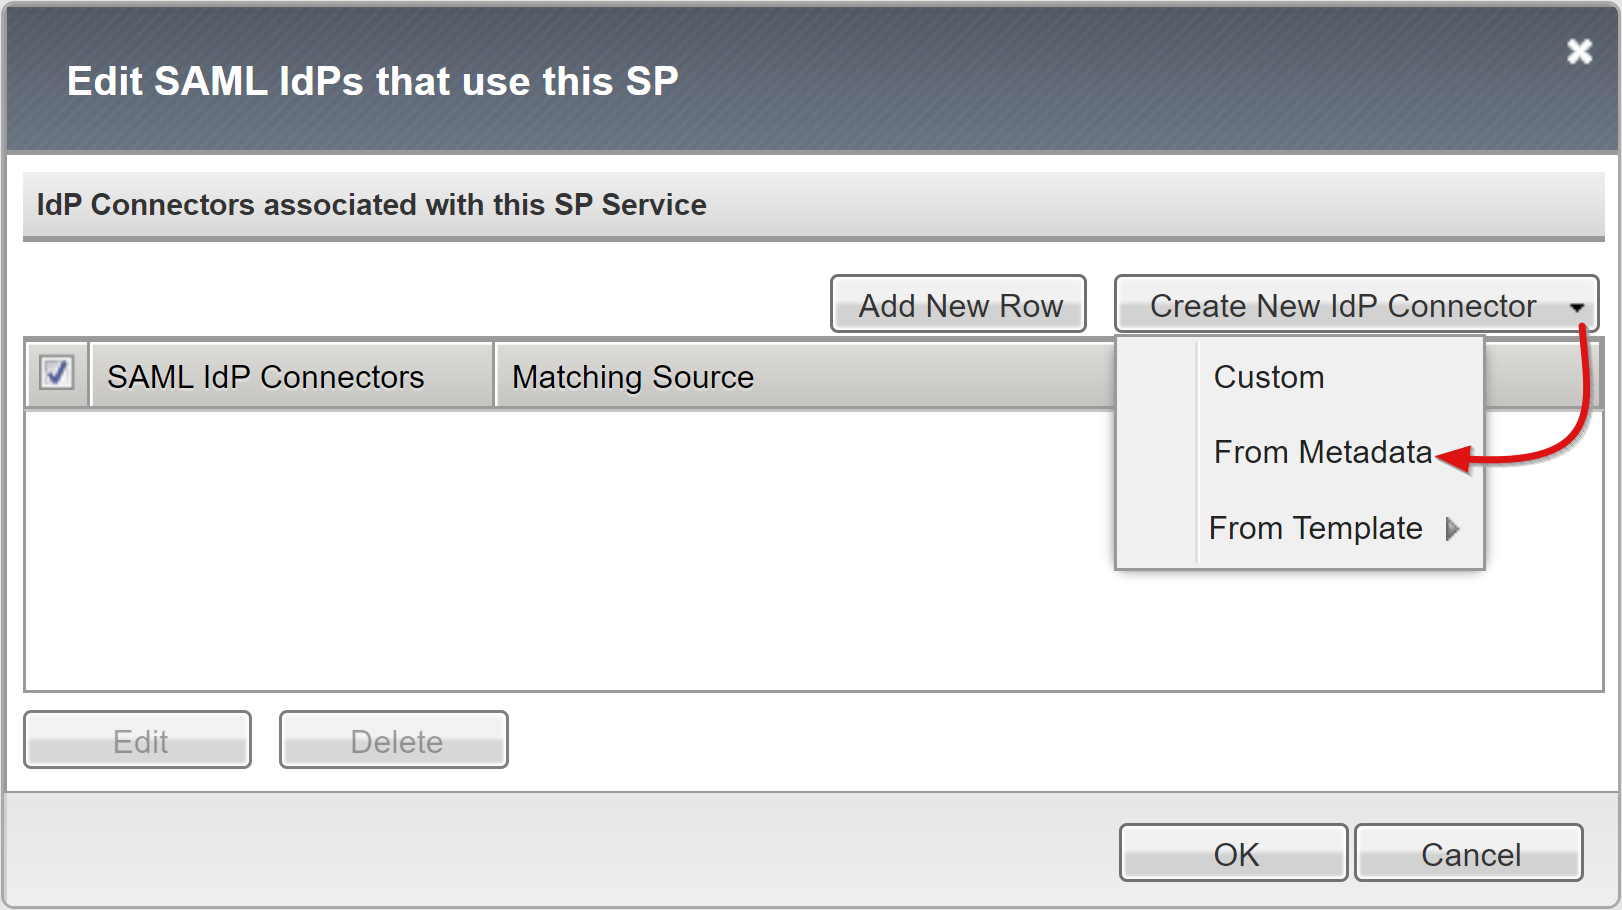 Edit SAML IdPs that use this SP
IdP Connectors associated with this SP Service
Add New Row
Create New IdP Connector
SAML IdP Connectors
Matching Source
Custom
From Metadata
From Template
Edit
Delete
OK
Cancel